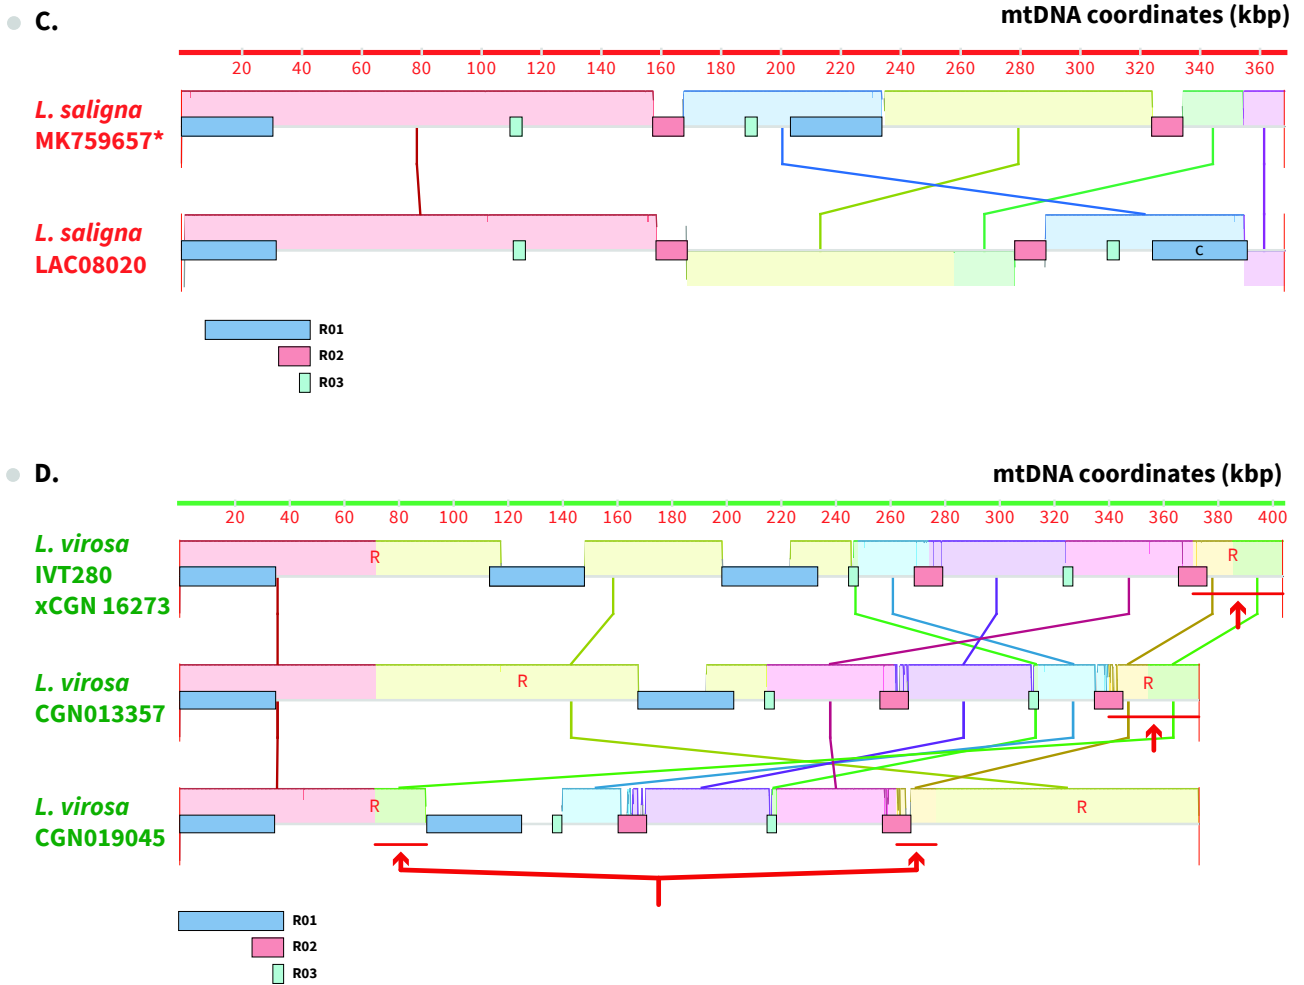 C.
mtDNA coordinates (kbp)
20 40 60 80 100 120 140 160 180 200 220 240 260 280 300 320 340 360
L. saligna
MK759657*
L. saligna
LAC08020
C
R01
R02
R03
D.
mtDNA coordinates (kbp)
20 40 60 80 100 120 140 160 180 200 220 240 260 280 300 320 340 360 380 400
L. virosa
IVT280
xCGN 16273
R R
L. virosa
CGN013357
R R
L. virosa
CGN019045
R R
R01
R02
R03